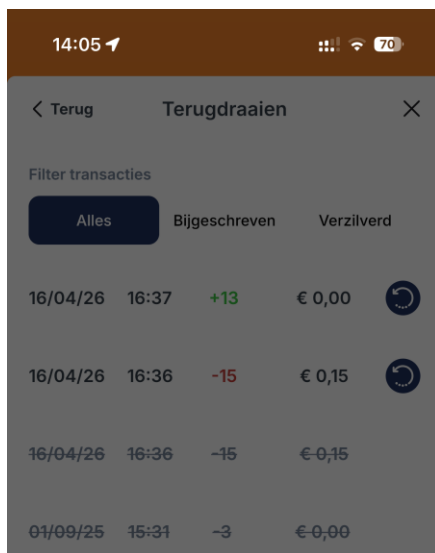 14:05 70
Terug Terugdraaien
Filter transacties
Alles Bijgeschreven Verzilverd
16/04/26 16:37 +13 € 0,00
16/04/26 16:36 -15 € 0,15
16/04/26 16:36 -15 € 0,15
01/09/25 15:31 -3 € 0,00